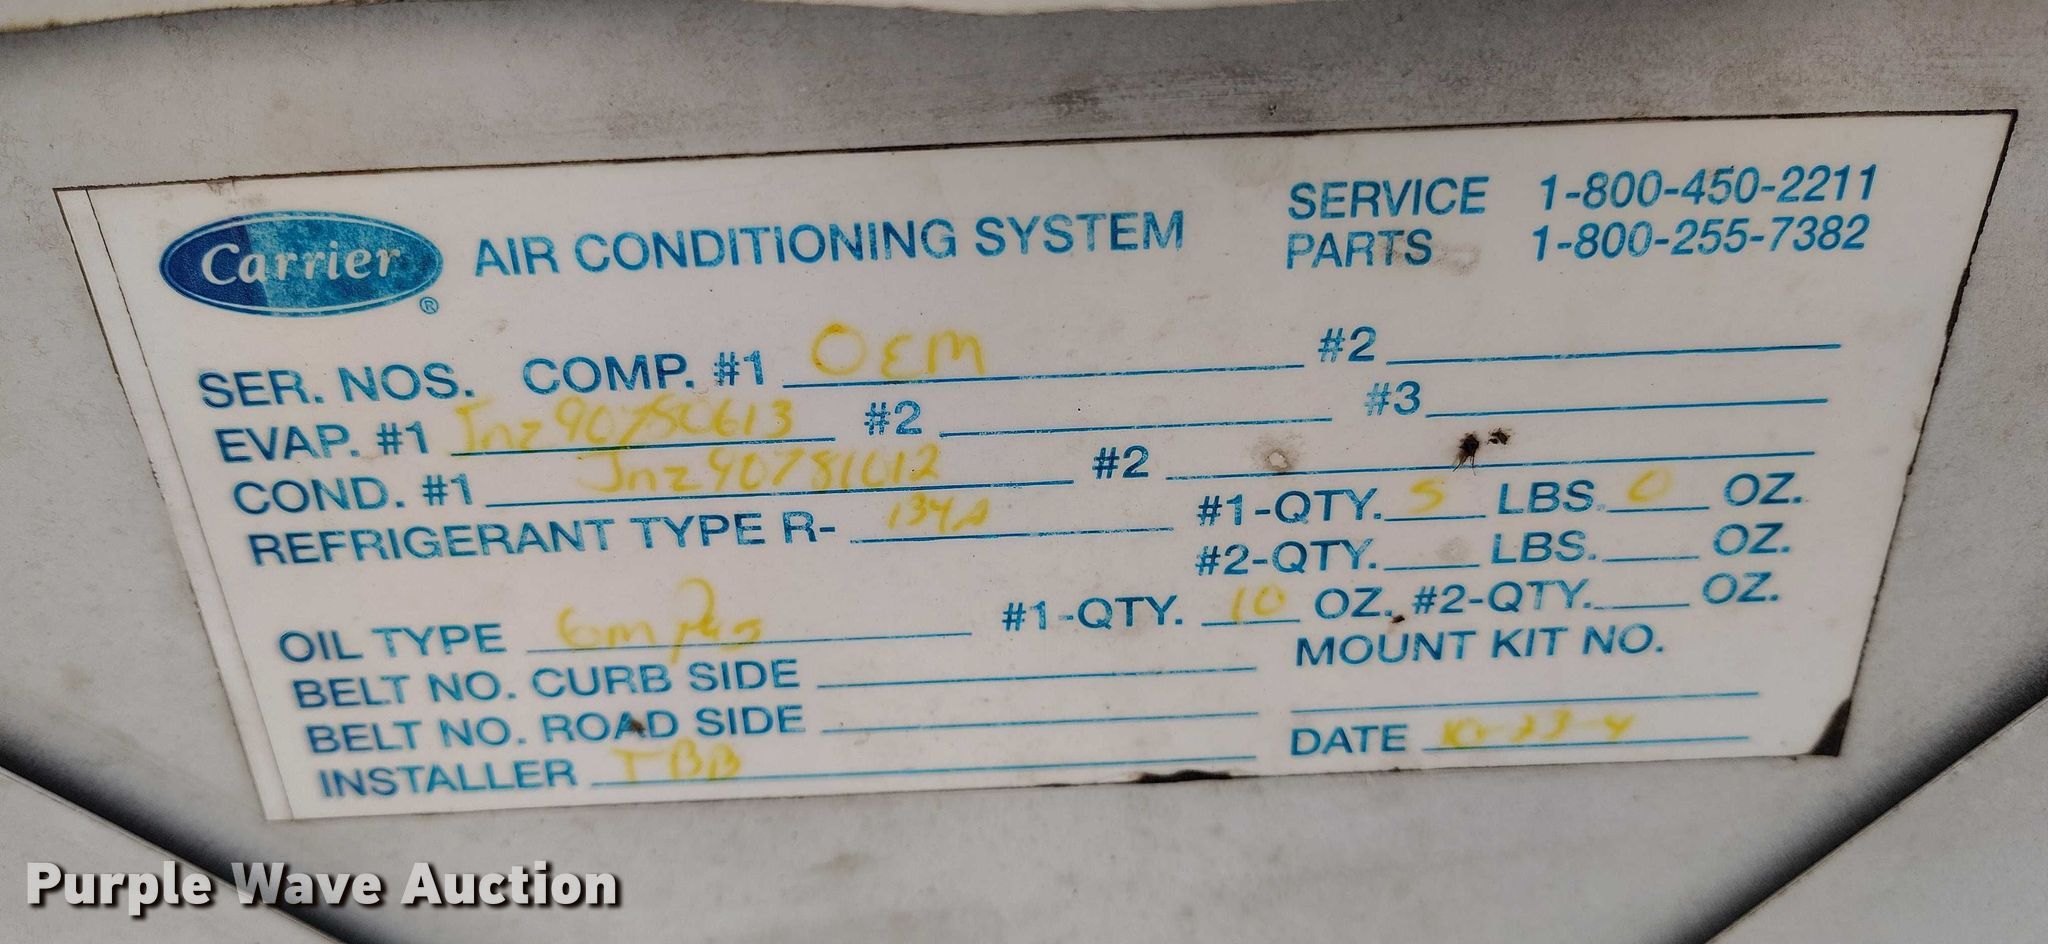 Carrier ® AIR CONDITIONING SYSTEM
SERVICE 1-800-450-2211
PARTS 1-800-255-7382
SER. NOS. COMP. #1 OEM #2
EVAP. #1 Jnz90780613 #2 #3
COND. #1 Jnz90781012 #2
REFRIGERANT TYPE R- 134A #1-QTY. 5 LBS. 0 OZ.
#2-QTY. LBS. OZ.
OIL TYPE #1-QTY. 10 OZ. #2-QTY. OZ.
BELT NO. CURB SIDE MOUNT KIT NO.
BELT NO. ROAD SIDE
INSTALLER TBB DATE 10-23-4
Purple Wave Auction